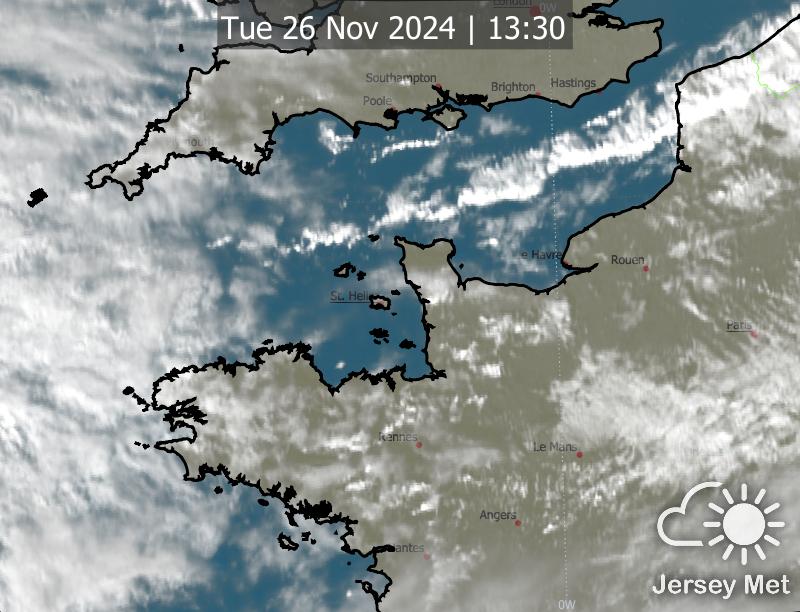 London
0W
Tue 26 Nov 2024 | 13:30
Southampton
Brighton
Hastings
Poole
Le Havre
Rouen
St. Helier
Paris
Rennes
Le Mans
Angers
Nantes
Jersey Met
0W